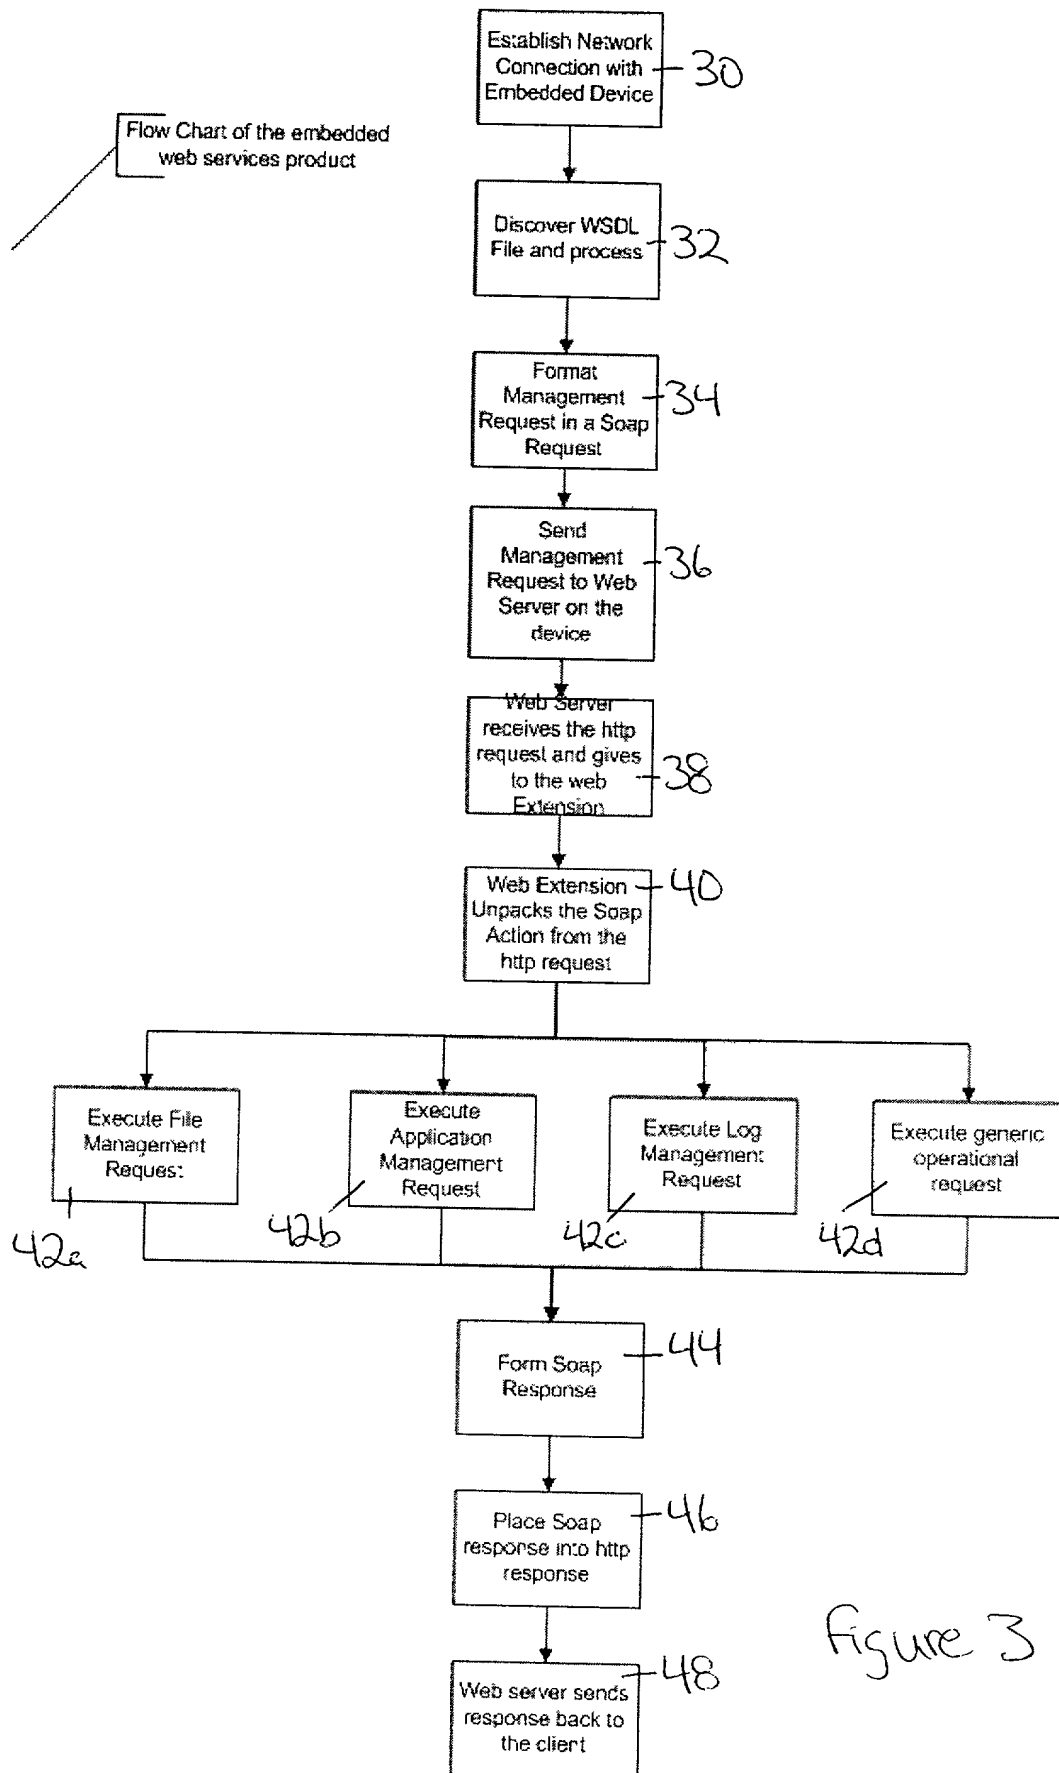 Establish Network
Connection with
Embedded Device
30
Flow Chart of the embedded
web services product
Discover WSDL
File and process
32
Format
Management
Request in a Soap
Request
34
Send
Management
Request to Web
Server on the
device
36
Web Server
receives the http
request and gives
to the web
Extension
38
Web Extension
Unpacks the Soap
Action from the
http request
40
Execute File
Management
Request
42a
Execute
Application
Management
Request
42b
Execute Log
Management
Request
42c
Execute generic
operational
request
42d
Form Soap
Response
44
Place Soap
response into http
response
46
Web server sends
response back to
the client
48
Figure 3